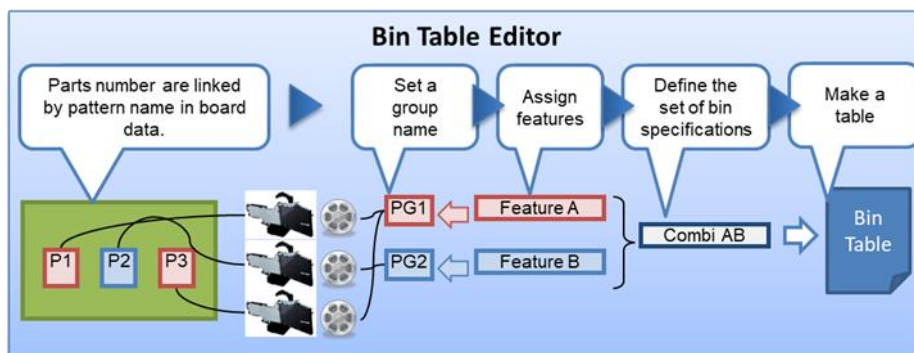 Bin Table Editor
Parts number are linked
by pattern name in board
data.
Set a
group
name
Assign
features
Define the
set of bin
specifications
Make a
table
P1
P2
P3
PG1
Feature A
PG2
Feature B
Combi AB
Bin
Table